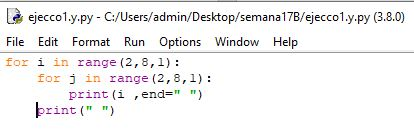 ejecco1.y.py - C:/Users/admin/Desktop/semana17B/ejecco1.y.py (3.8.0)
File Edit Format Run Options Window Help
for i in range(2,8,1):
    for j in range(2,8,1):
        print(i ,end=" ")
    print(" ")